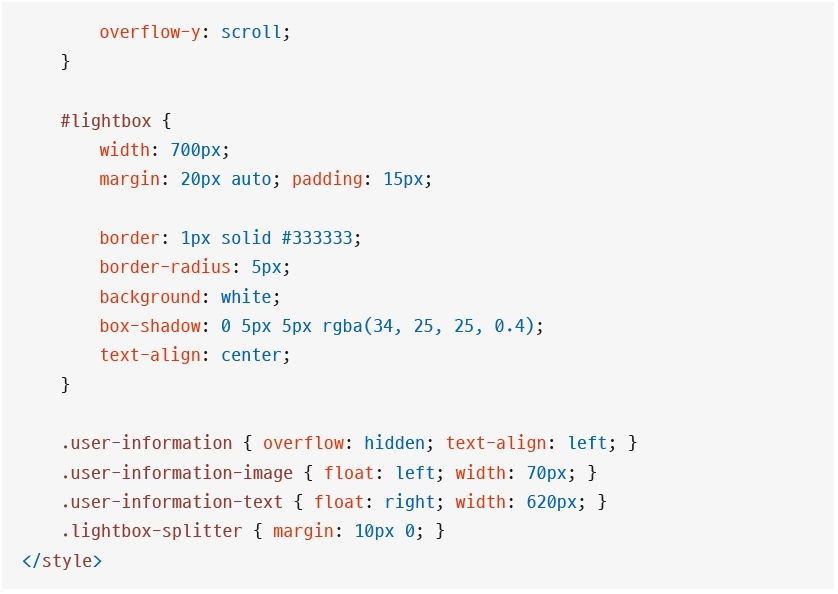 overflow-y: scroll;
}
#lightbox {
width: 700px;
margin: 20px auto; padding: 15px;
border: 1px solid #333333;
border-radius: 5px;
background: white;
box-shadow: 0 5px 5px rgba(34, 25, 25, 0.4);
text-align: center;
}
.user-information { overflow: hidden; text-align: left; }
.user-information-image { float: left; width: 70px; }
.user-information-text { float: right; width: 620px; }
.lightbox-splitter { margin: 10px 0; }
</style>